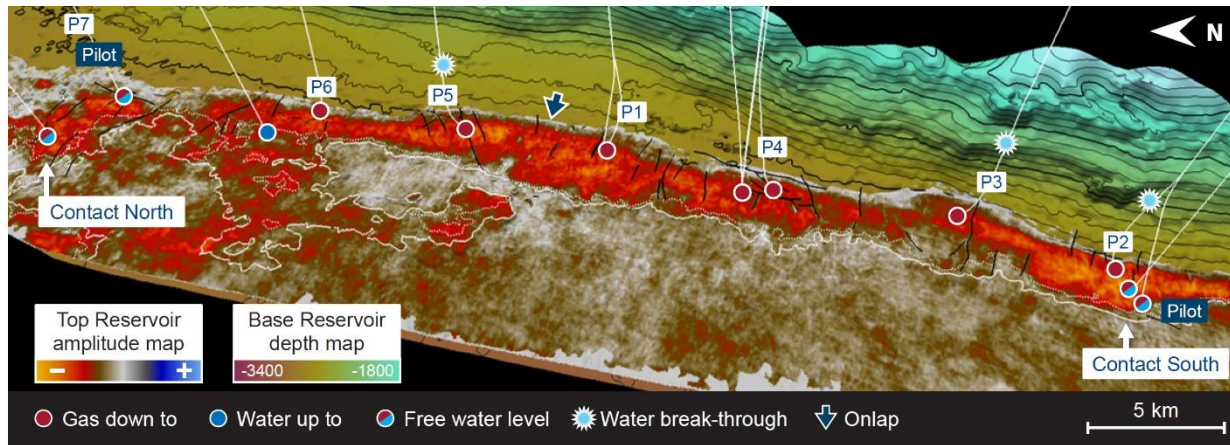 P7
N
Pilot
P6
P5
P1
P4
P3
Contact North
P2
Pilot
Top Reservoir
amplitude map
− +
Base Reservoir
depth map
-3400 -1800
Contact South
Gas down to
Water up to
Free water level
Water break-through
Onlap
5 km